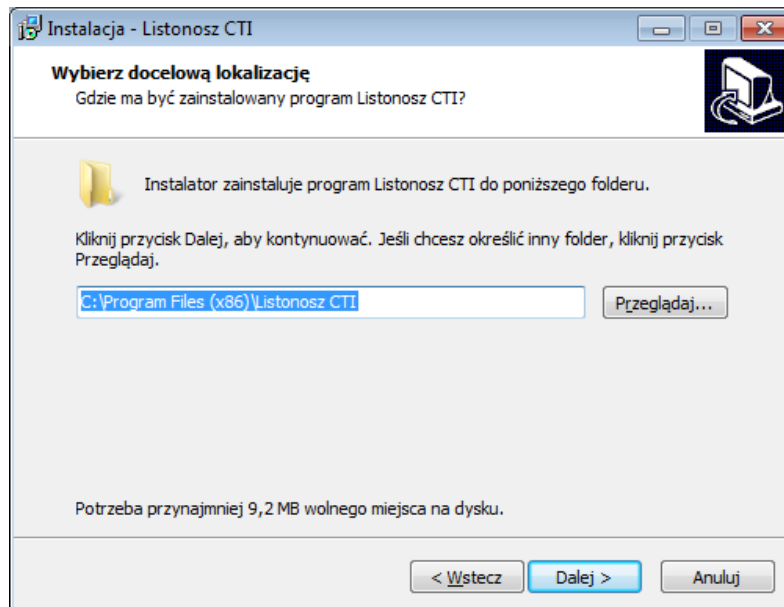 Instalacja - Listonosz CTI
Wybierz docelową lokalizację
Gdzie ma być zainstalowany program Listonosz CTI?
Instalator zainstaluje program Listonosz CTI do poniższego folderu.
Kliknij przycisk Dalej, aby kontynuować. Jeśli chcesz określić inny folder, kliknij przycisk
Przeglądaj.
C:\Program Files (x86)\Listonosz CTI
Przeglądaj...
Potrzeba przynajmniej 9,2 MB wolnego miejsca na dysku.
< Wstecz
Dalej >
Anuluj